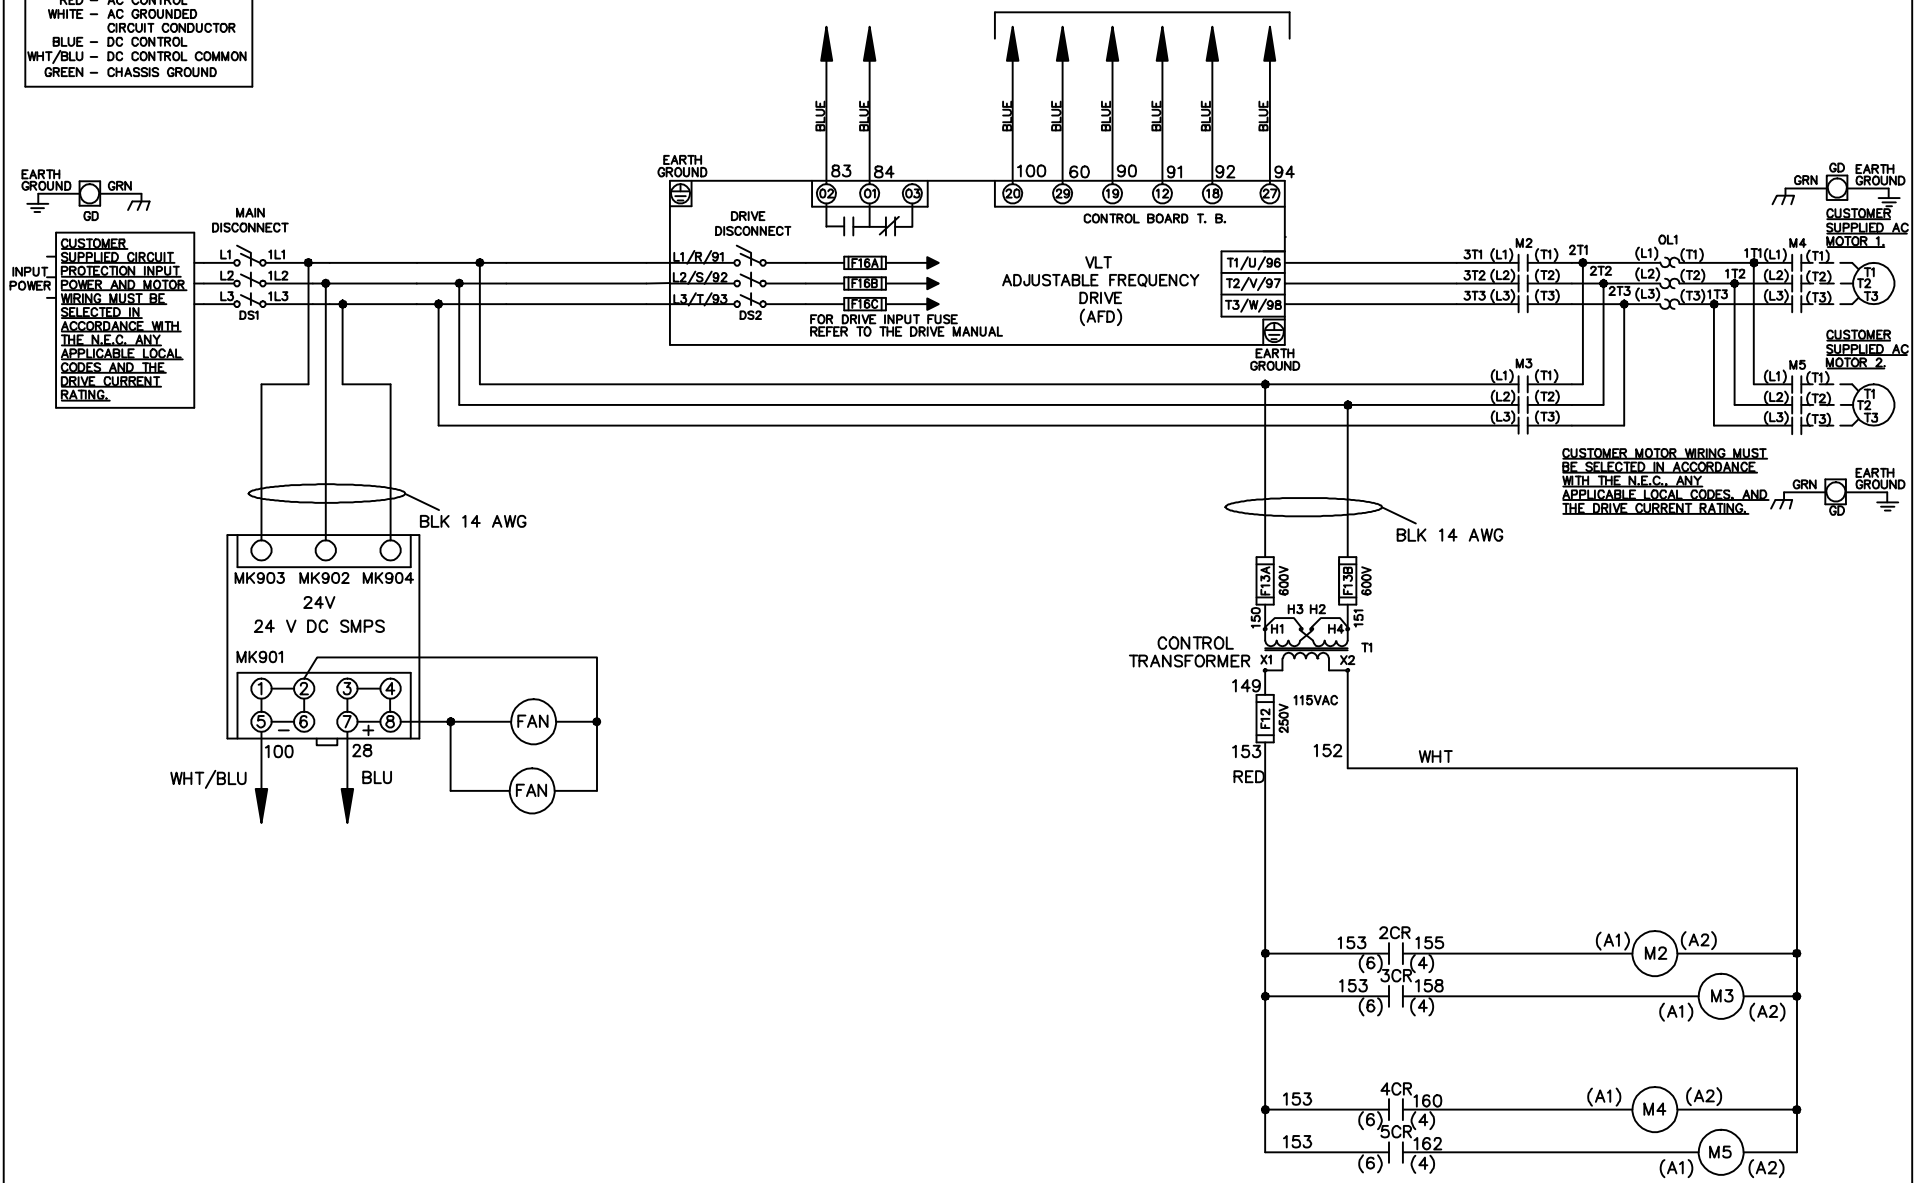 RED – AC CONTROL
WHITE – AC GROUNDED
CIRCUIT CONDUCTOR
BLUE – DC CONTROL
WHT/BLU – DC CONTROL COMMON
GREEN – CHASSIS GROUND
BLUE
BLUE
BLUE
BLUE
BLUE
BLUE
BLUE
BLUE
EARTH
GROUND
GRN
GD
CUSTOMER
SUPPLIED CIRCUIT
PROTECTION INPUT
POWER AND MOTOR
WIRING MUST BE
SELECTED IN
ACCORDANCE WITH
THE N.E.C. ANY
APPLICABLE LOCAL
CODES AND THE
DRIVE CURRENT
RATING.
INPUT
POWER
MAIN
DISCONNECT
L1 1L1
L2 1L2
L3 1L3
DS1
EARTH
GROUND
83 84
02 01 03
100 60 90 91 92 94
20 29 19 12 18 27
CONTROL BOARD T. B.
DRIVE
DISCONNECT
L1/R/91
L2/S/92
L3/T/93
DS2
F16A
F16B
F16C
FOR DRIVE INPUT FUSE
REFER TO THE DRIVE MANUAL
VLT
ADJUSTABLE FREQUENCY
DRIVE
(AFD)
T1/U/96
T2/V/97
T3/W/98
EARTH
GROUND
M2
3T1 (L1) (T1) 2T1
3T2 (L2) (T2) 2T2
3T3 (L3) (T3) 2T3
OL1
(L1) (T1) 1T1
(L2) (T2) 1T2
(L3) (T3) 1T3
M4
(L1) (T1)
(L2) (T2)
(L3) (T3)
T1
T2
T3
GRN
GD
EARTH
GROUND
CUSTOMER
SUPPLIED AC
MOTOR 1.
M3
(L1) (T1)
(L2) (T2)
(L3) (T3)
CUSTOMER
SUPPLIED AC
MOTOR 2.
M5
(L1) (T1)
(L2) (T2)
(L3) (T3)
T1
T2
T3
CUSTOMER MOTOR WIRING MUST
BE SELECTED IN ACCORDANCE
WITH THE N.E.C., ANY
APPLICABLE LOCAL CODES, AND
THE DRIVE CURRENT RATING.
GRN
GD
EARTH
GROUND
BLK 14 AWG
MK903 MK902 MK904
24V
24 V DC SMPS
MK901
1 2 3 4
5 6 7 8
– +
100 28
WHT/BLU BLU
FAN
FAN
BLK 14 AWG
F13A
600V
F13B
600V
150
151
H3 H2
H1 H4
T1
CONTROL
TRANSFORMER
X1 X2
149
115VAC
F12
250V
153 152
RED
WHT
2CR
153 155
(6) (4)
(A1) M2 (A2)
3CR
153 158
(6) (4)
(A1) M3 (A2)
4CR
153 160
(6) (4)
(A1) M4 (A2)
5CR
153 162
(6) (4)
(A1) M5 (A2)